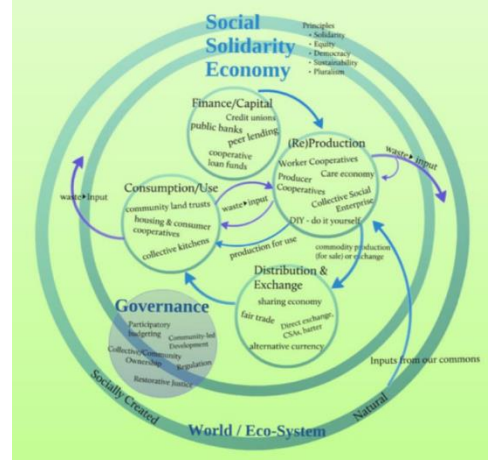 Social
Solidarity
Economy
Principles
• Solidarity
• Equity
• Democracy
• Sustainability
• Pluralism
Finance/Capital
Credit unions
public banks
peer lending
cooperative
loan funds
(Re)Production
Worker Cooperatives
Producer
Cooperatives
Care economy
Collective Social
Enterprise
DIY - do it yourself
waste▸input
Consumption/Use
community land trusts
housing & consumer
cooperatives
collective kitchens
waste▸input
waste▸input
production for use
commodity production
(for sale) or exchange
Distribution &
Exchange
sharing economy
fair trade
Direct exchange,
CSAs, barter
alternative currency
Governance
Participatory
budgeting
Community-led
Development
Collective/Community
Ownership
Regulation
Restorative Justice
Inputs from our commons
Socially Created
Natural
World / Eco-System